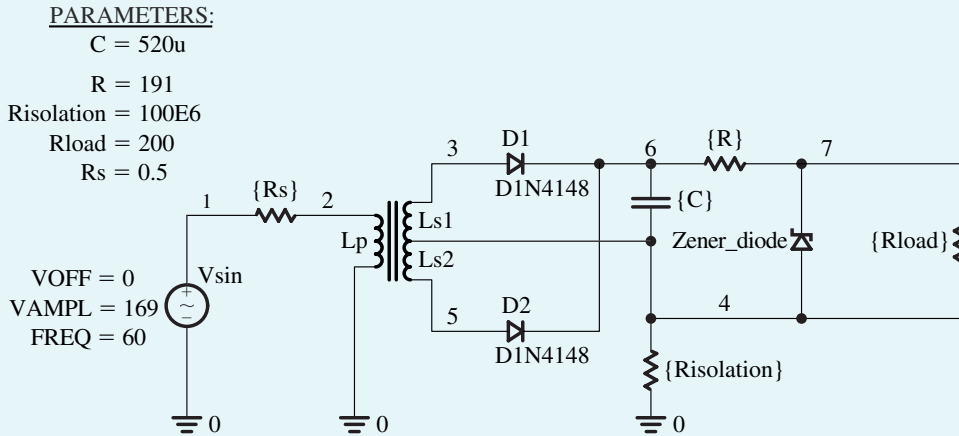 PARAMETERS:
C = 520u
R = 191
Risolation = 100E6
Rload = 200
Rs = 0.5
1
{Rs}
2
VOFF = 0
VAMPL = 169
FREQ = 60
Vsin
+
~
−
0
Lp
0
Ls1
Ls2
3
D1
D1N4148
5
D2
D1N4148
6
{R}
7
{C}
Zener_diode
{Rload}
4
{Risolation}
0